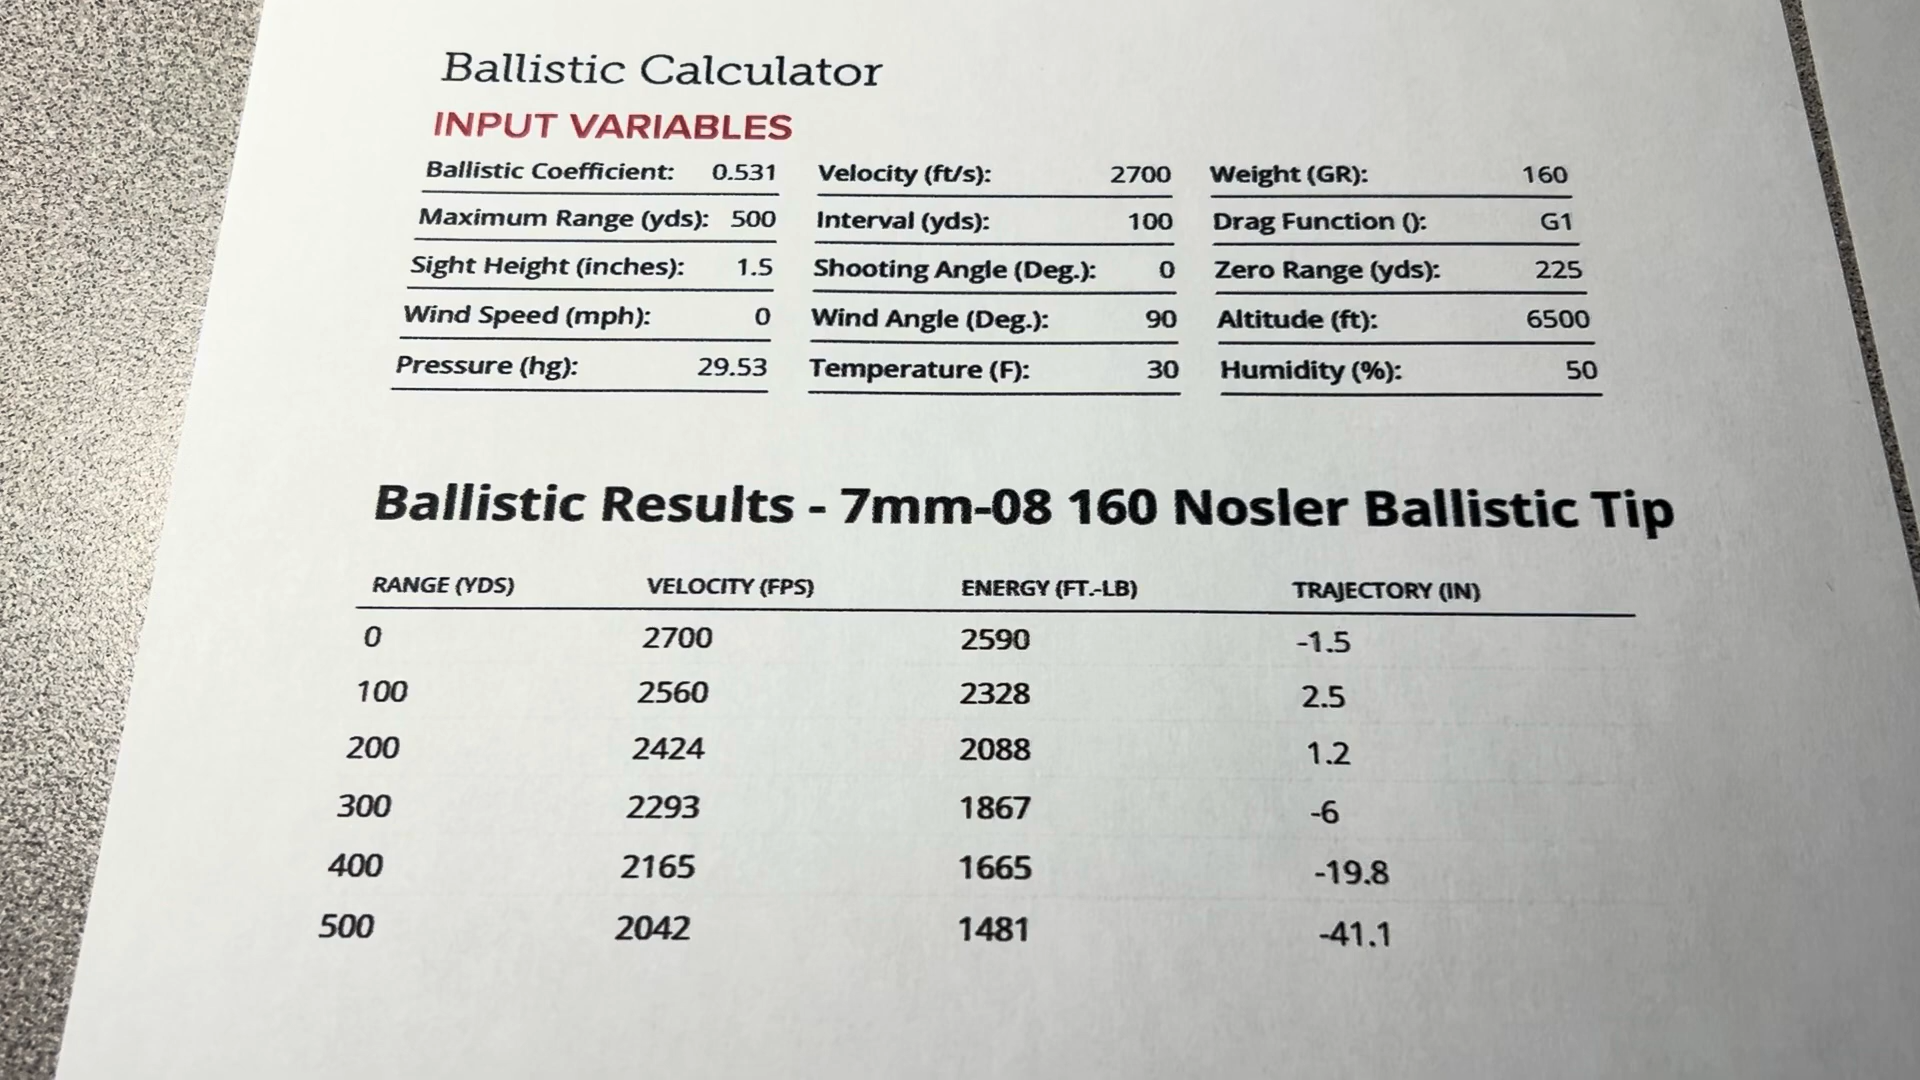 Ballistic Calculator
INPUT VARIABLES
Ballistic Coefficient: 0.531 Velocity (ft/s): 2700 Weight (GR): 160
Maximum Range (yds): 500 Interval (yds): 100 Drag Function (): G1
Sight Height (inches): 1.5 Shooting Angle (Deg.): 0 Zero Range (yds): 225
Wind Speed (mph): 0 Wind Angle (Deg.): 90 Altitude (ft): 6500
Pressure (hg): 29.53 Temperature (F): 30 Humidity (%): 50
Ballistic Results - 7mm-08 160 Nosler Ballistic Tip
RANGE (YDS) VELOCITY (FPS) ENERGY (FT.-LB) TRAJECTORY (IN)
0 2700 2590 -1.5
100 2560 2328 2.5
200 2424 2088 1.2
300 2293 1867 -6
400 2165 1665 -19.8
500 2042 1481 -41.1